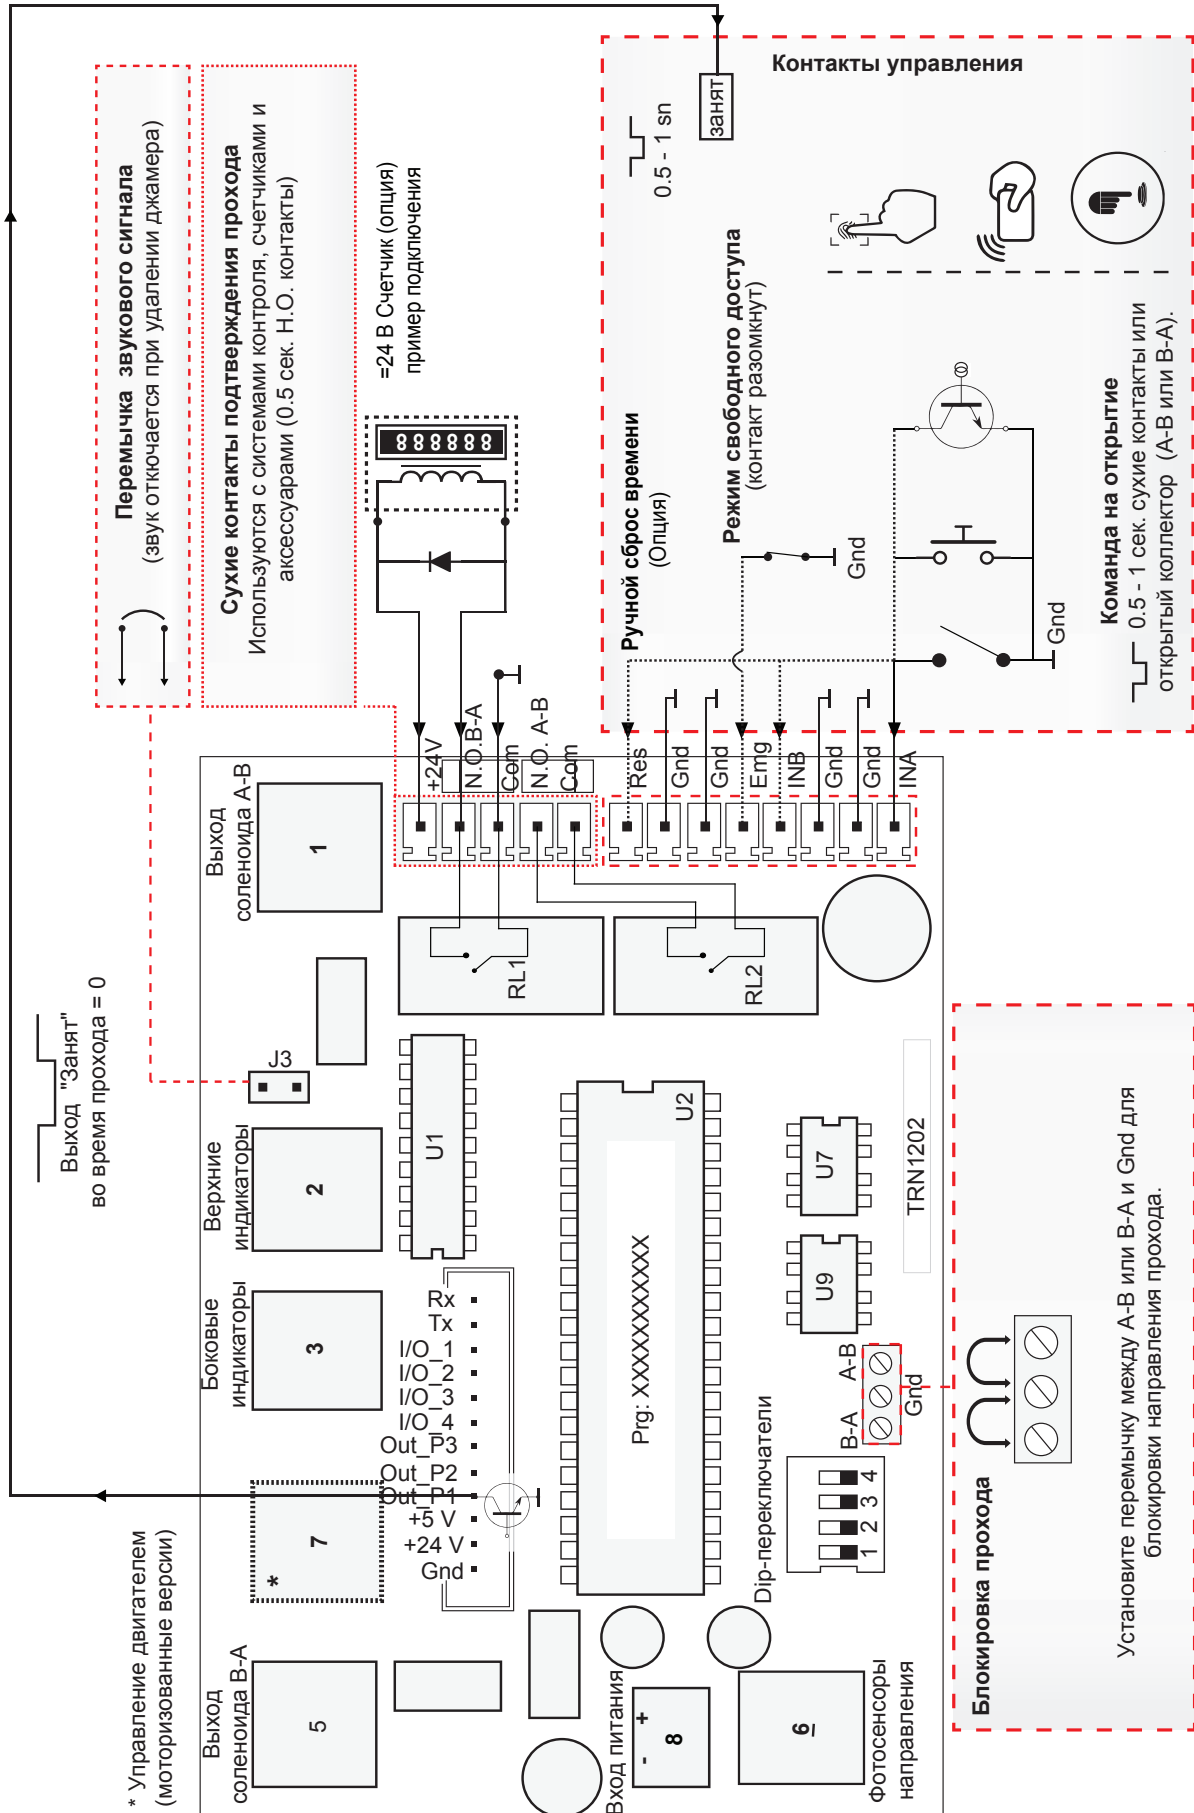 Контакты управления
занят
0.5 - 1 sn
Режим свободного доступа
(контакт разомкнут)
Ручной сброс времени
(Опция)
Gnd
Команда на открытие
0.5 - 1 сек. сухие контакты или
открытый коллектор (A-B или B-A).
Gnd
Перемычка звукового сигнала
(звук откючается при удалении джамера)
Сухие контакты подтверждения прохода
Используются с системами контроля, счетчиками и
аксессуарами (0.5 сек. Н.О. контакты)
=24 В Счетчик (опция)
пример подключения
888888
+24V
N.O.B-A
Com
N.O. A-B
Com
Res
Gnd
Gnd
Emg
INB
Gnd
Gnd
INA
Выход
соленоида A-B
1
RL1
RL2
Выход "Занят"
во время прохода = 0
J3
Верхние
индикаторы
2
U1
U2
Prg: XXXXXXXXXX
U7
U9
TRN1202
Боковые
индикаторы
3
Rx
Tx
I/O_1
I/O_2
I/O_3
I/O_4
Out_P3
Out_P2
Out_P1
+5 V
+24 V
Gnd
* Управление двигателем
(моторизованные версии)
*
7
Выход
соленоида B-A
5
Вход питания
- +
8
Фотосенсоры
направления
6
Dip-переключатели
1 2 3 4
B-A
A-B
Gnd
Блокировка прохода
Установите перемычку между A-B или B-A и Gnd для
блокировки направления прохода.